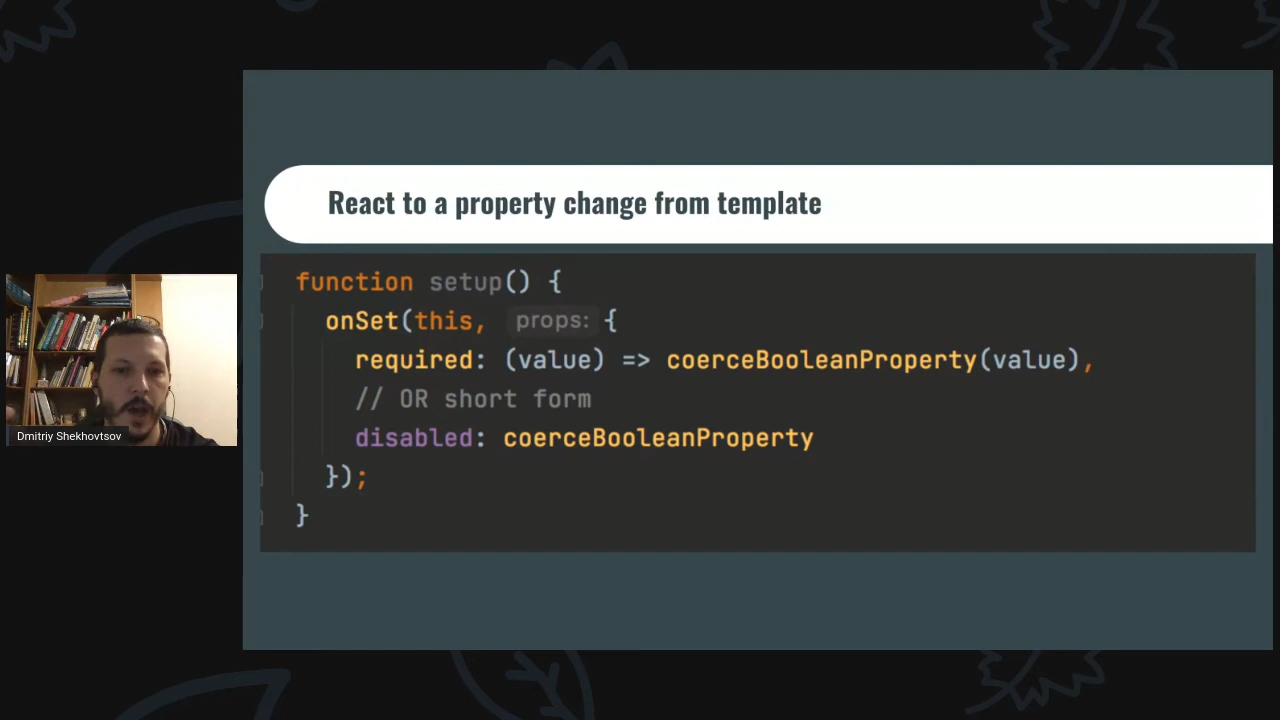 React to a property change from template
function setup() {
onSet(this, props: {
required: (value) => coerceBooleanProperty(value),
// OR short form
disabled: coerceBooleanProperty
});
}
Dmitriy Shekhovtsov